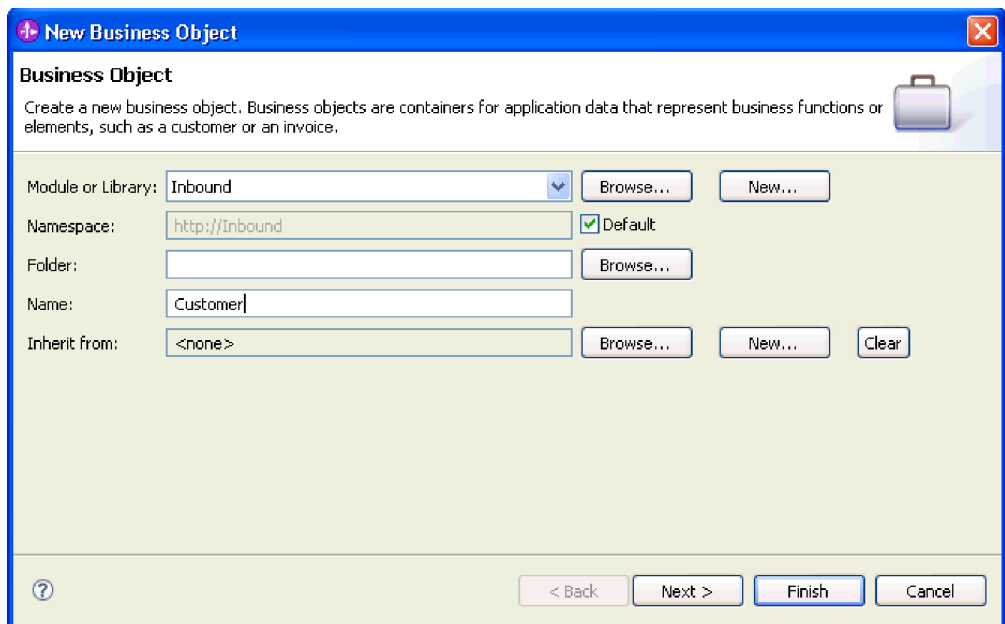 New Business Object
Business Object
Create a new business object. Business objects are containers for application data that represent business functions or
elements, such as a customer or an invoice.
Module or Library: Inbound Browse... New...
Namespace: http://Inbound Default
Folder: Browse...
Name: Customer
Inherit from: <none> Browse... New... Clear
? < Back Next > Finish Cancel